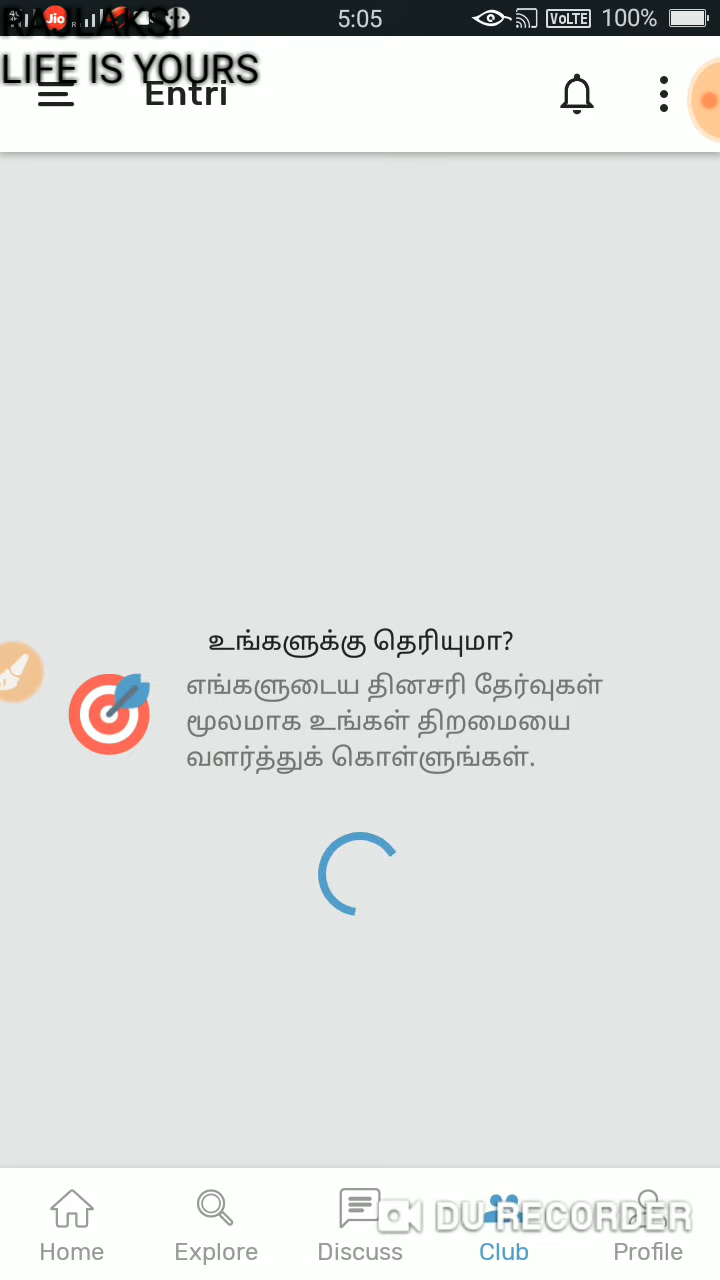 RAJLAKSI
5:05
VoLTE 100%
LIFE IS YOURS
Entri
உங்களுக்கு தெரியுமா?
எங்களுடைய தினசரி தேர்வுகள்
மூலமாக உங்கள் திறமையை
வளர்த்துக் கொள்ளுங்கள்.
DU RECORDER
Home Explore Discuss Club Profile